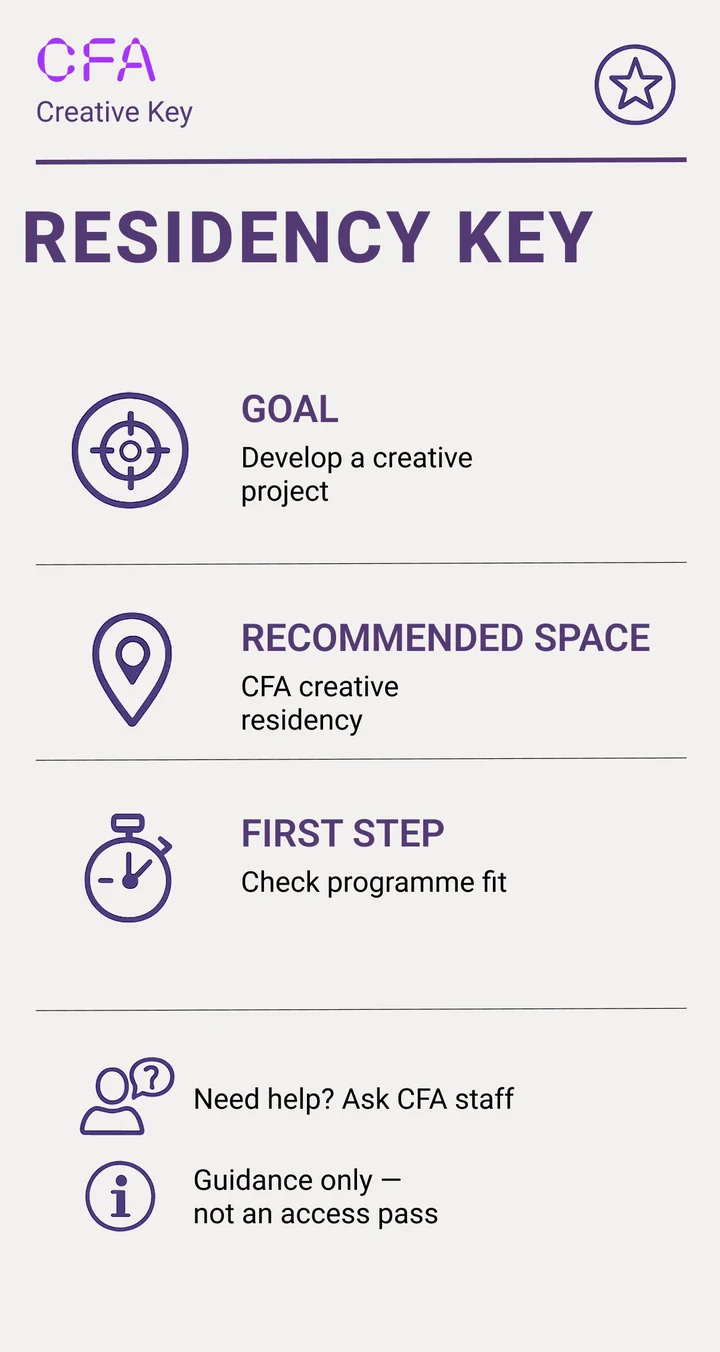 CFA
Creative Key
RESIDENCY KEY
GOAL
Develop a creative
project
RECOMMENDED SPACE
CFA creative
residency
FIRST STEP
Check programme fit
?
Need help? Ask CFA staff
i
Guidance only —
not an access pass